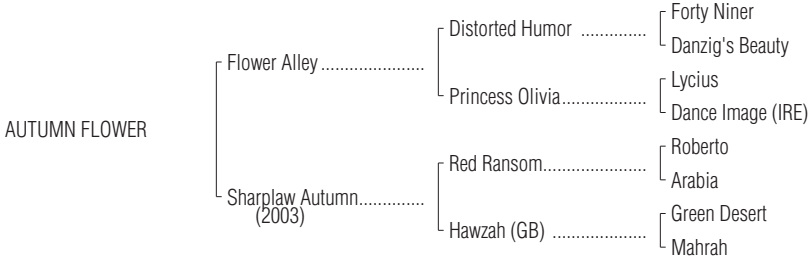 Forty Niner
Distorted Humor ..............
Danzig's Beauty
Flower Alley ......................
Lycius
Princess Olivia..................
Dance Image (IRE)
AUTUMN FLOWER
Roberto
Red Ransom......................
Arabia
Sharplaw Autumn..............
(2003)
Green Desert
Hawzah (GB) ....................
Mahrah